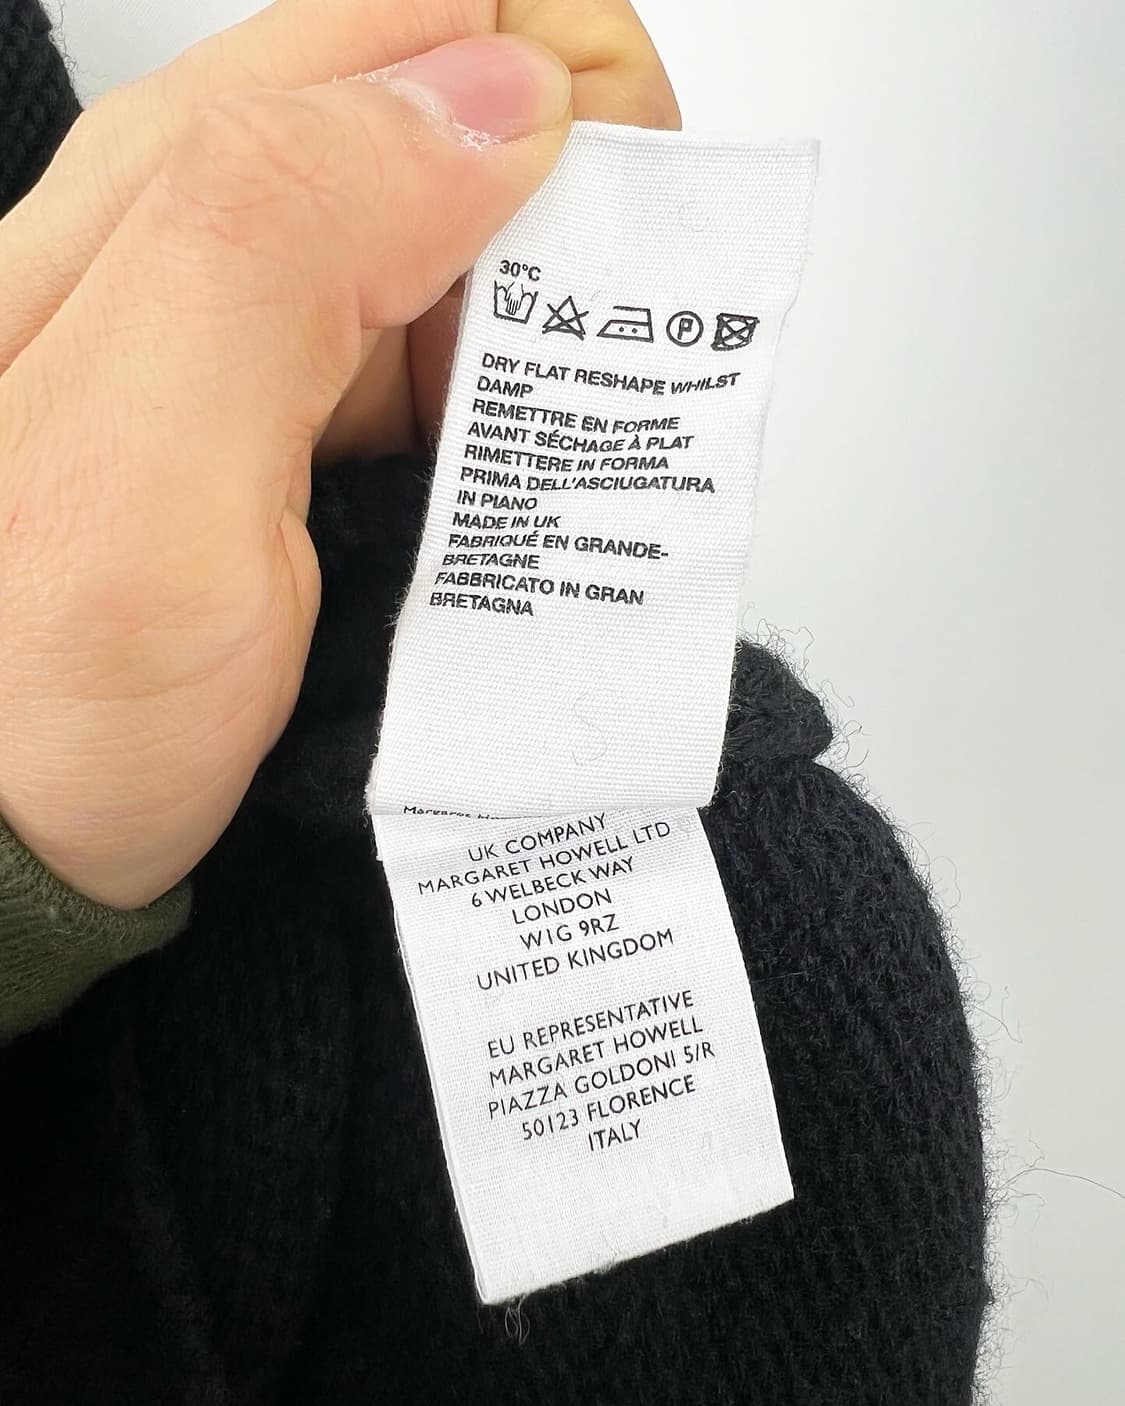 30°C
P
DRY FLAT RESHAPE WHILST
DAMP
REMETTRE EN FORME
AVANT SÉCHAGE À PLAT
RIMETTERE IN FORMA
PRIMA DELL'ASCIUGATURA
IN PIANO
MADE IN UK
FABRIQUÉ EN GRANDE-
BRETAGNE
FABBRICATO IN GRAN
BRETAGNA
UK COMPANY
MARGARET HOWELL LTD
6 WELBECK WAY
LONDON
W1G 9RZ
UNITED KINGDOM
EU REPRESENTATIVE
MARGARET HOWELL
PIAZZA GOLDONI 5/R
50123 FLORENCE
ITALY